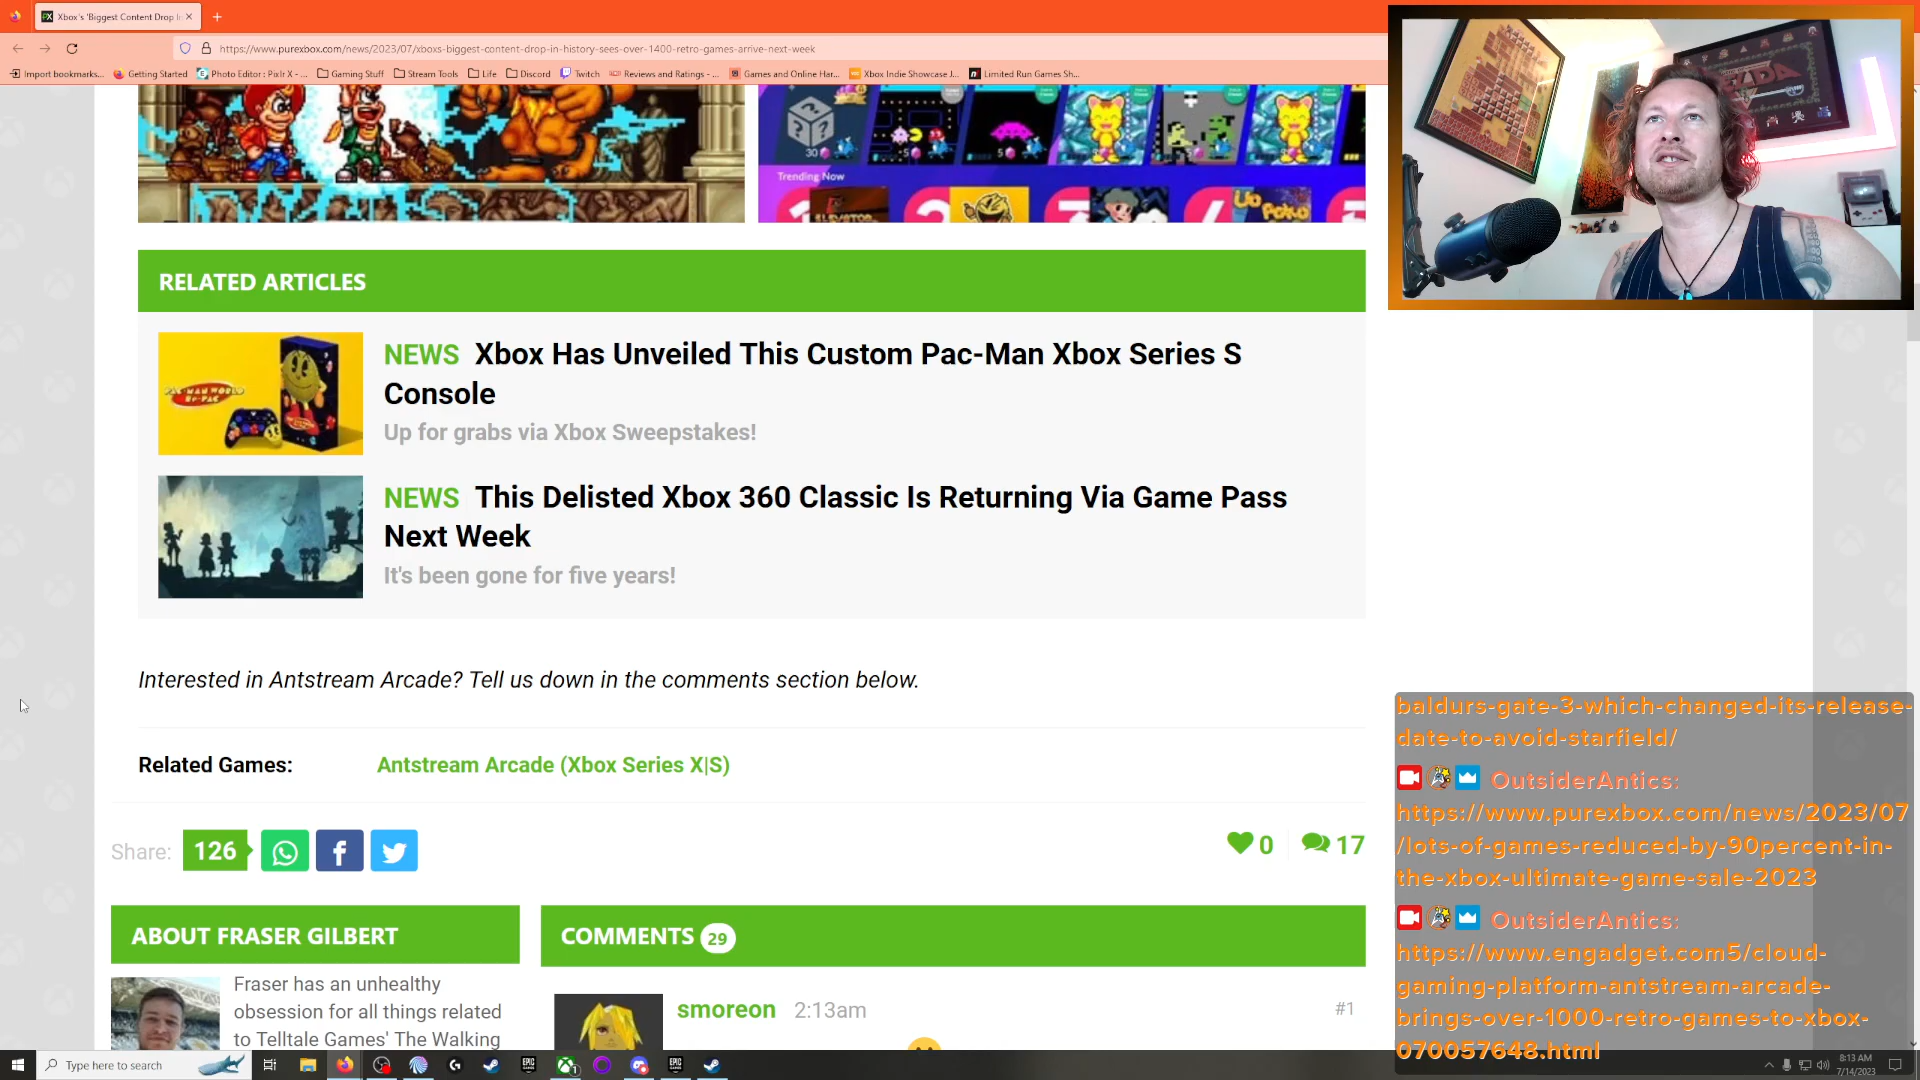 Xbox's 'Biggest Content Drop In
https://www.purexbox.com/news/2023/07/xboxs-biggest-content-drop-in-history-sees-over-1400-retro-games-arrive-next-week
Import bookmarks... Getting Started Photo Editor : Pixlr X - ... Gaming Stuff Stream Tools Life Discord Twitch Reviews and Ratings - ... Games and Online Har... Xbox Indie Showcase J... Limited Run Games Sh...
30
5
5
Trending Now
RELATED ARTICLES
NEWS Xbox Has Unveiled This Custom Pac-Man Xbox Series S
Console
Up for grabs via Xbox Sweepstakes!
NEWS This Delisted Xbox 360 Classic Is Returning Via Game Pass
Next Week
It's been gone for five years!
Interested in Antstream Arcade? Tell us down in the comments section below.
Related Games: Antstream Arcade (Xbox Series X|S)
Share: 126
0 17
ABOUT FRASER GILBERT
Fraser has an unhealthy
obsession for all things related
to Telltale Games' The Walking
COMMENTS 29
smoreon 2:13am #1
baldurs-gate-3-which-changed-its-release-
date-to-avoid-starfield/
OutsiderAntics:
https://www.purexbox.com/news/2023/07
/lots-of-games-reduced-by-90percent-in-
the-xbox-ultimate-game-sale-2023
OutsiderAntics:
https://www.engadget.com5/cloud-
gaming-platform-antstream-arcade-
brings-over-1000-retro-games-to-xbox-
070057648.html
Type here to search
8:13 AM
7/14/2023